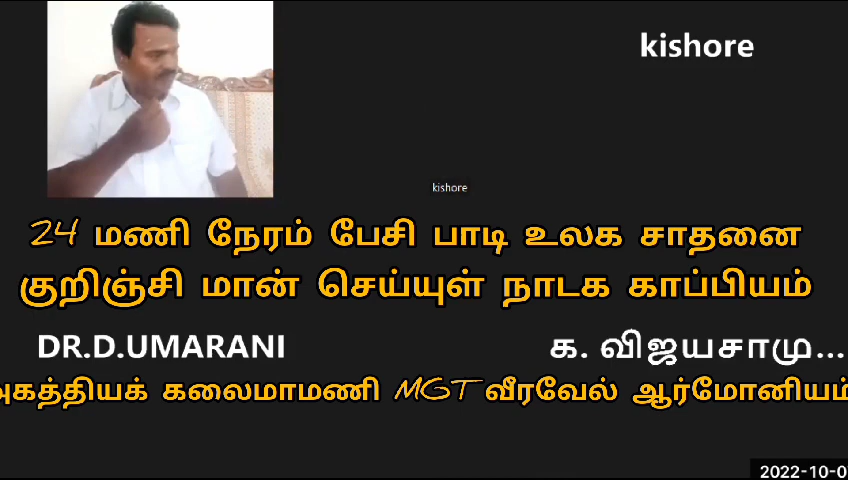 kishore
kishore
24 மணி நேரம் பேசி பாடி உலக சாதனை
குறிஞ்சி மான் செய்யுள் நாடக காப்பியம்
DR.D.UMARANI
க. விஜயசாமு...
அகத்தியக் கலைமாமணி MGT வீரவேல் ஆர்மோனியம்
2022-10-0